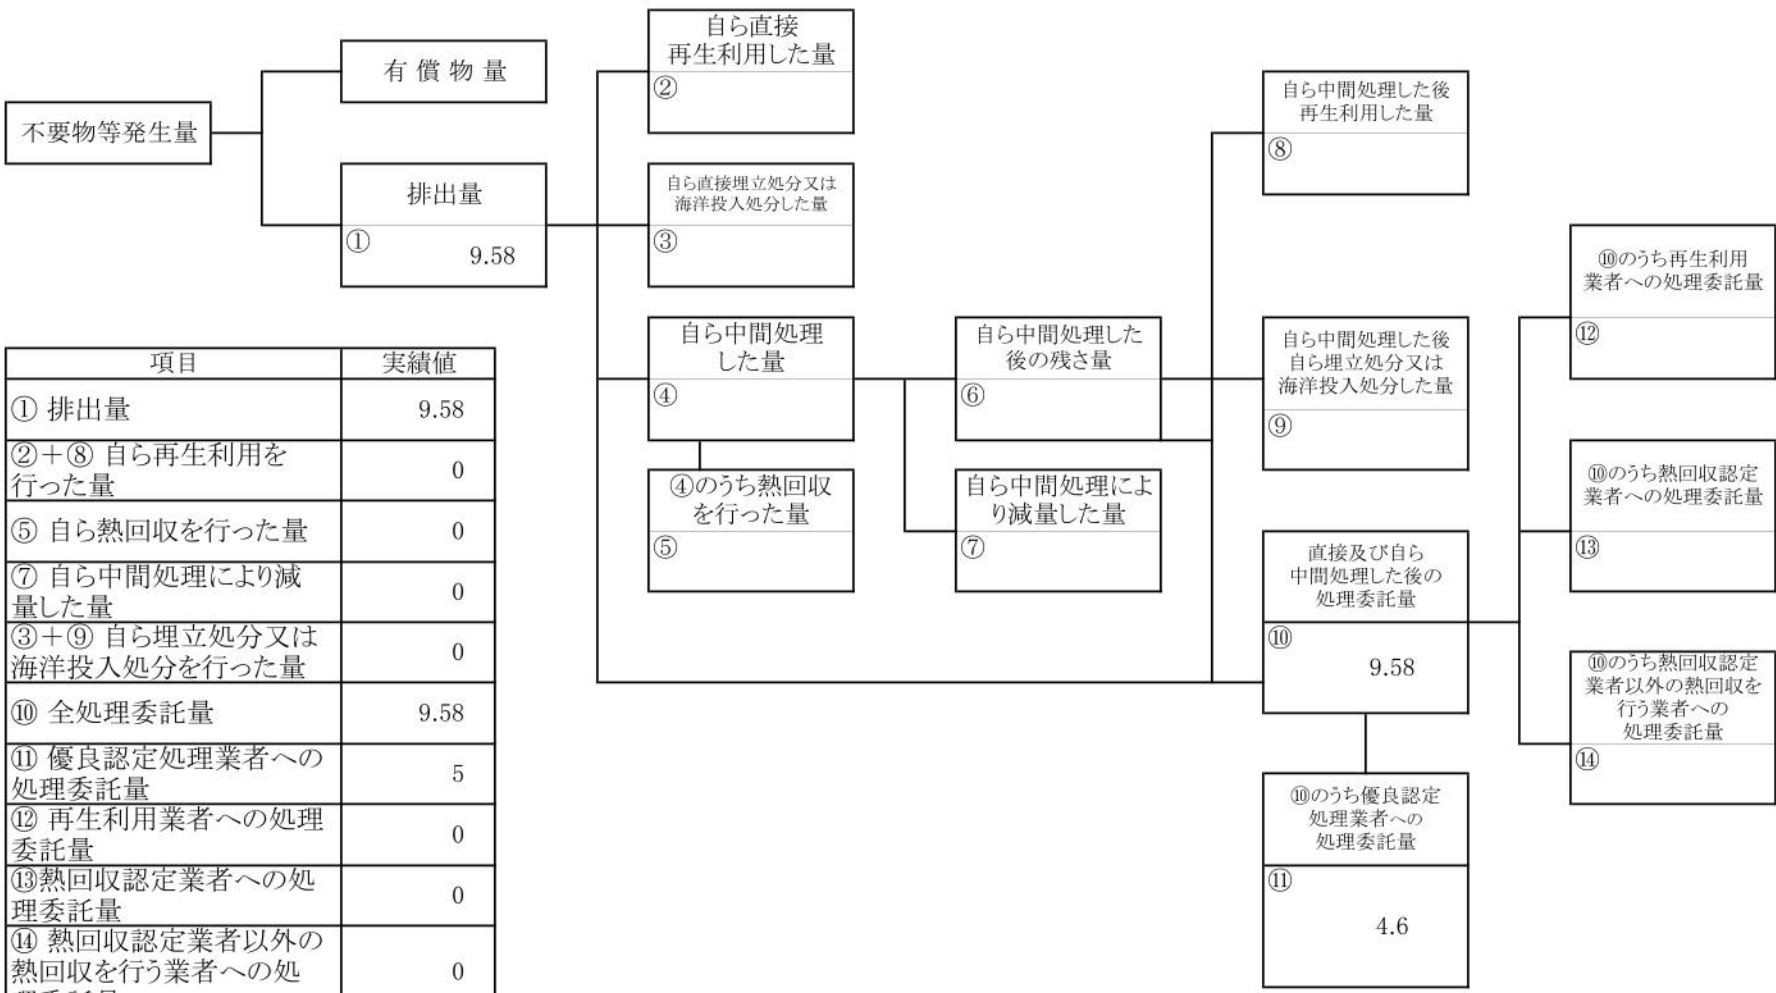 不要物等発生量
有償物量
排出量
①
9.58
自ら直接
再生利用した量
②
自ら直接埋立処分又は
海洋投入処分した量
③
自ら中間処理
した量
④
④のうち熱回収
を行った量
⑤
自ら中間処理した
後の残さ量
⑥
自ら中間処理によ
り減量した量
⑦
自ら中間処理した後
再生利用した量
⑧
自ら中間処理した後
自ら埋立処分又は
海洋投入処分した量
⑨
直接及び自ら
中間処理した後の
処理委託量
⑩
9.58
⑩のうち優良認定
処理業者への
処理委託量
⑪
4.6
⑩のうち再生利用
業者への処理委託量
⑫
⑩のうち熱回収認定
業者への処理委託量
⑬
⑩のうち熱回収認定
業者以外の熱回収を
行う業者への
処理委託量
⑭
項目 実績値
① 排出量 9.58
②+⑧ 自ら再生利用を
行った量 0
⑤ 自ら熱回収を行った量 0
⑦ 自ら中間処理により減
量した量 0
③+⑨ 自ら埋立処分又は
海洋投入処分を行った量 0
⑩ 全処理委託量 9.58
⑪ 優良認定処理業者への
処理委託量 5
⑫ 再生利用業者への処理
委託量 0
⑬熱回収認定業者への処
理委託量 0
⑭ 熱回収認定業者以外の
熱回収を行う業者への処 0